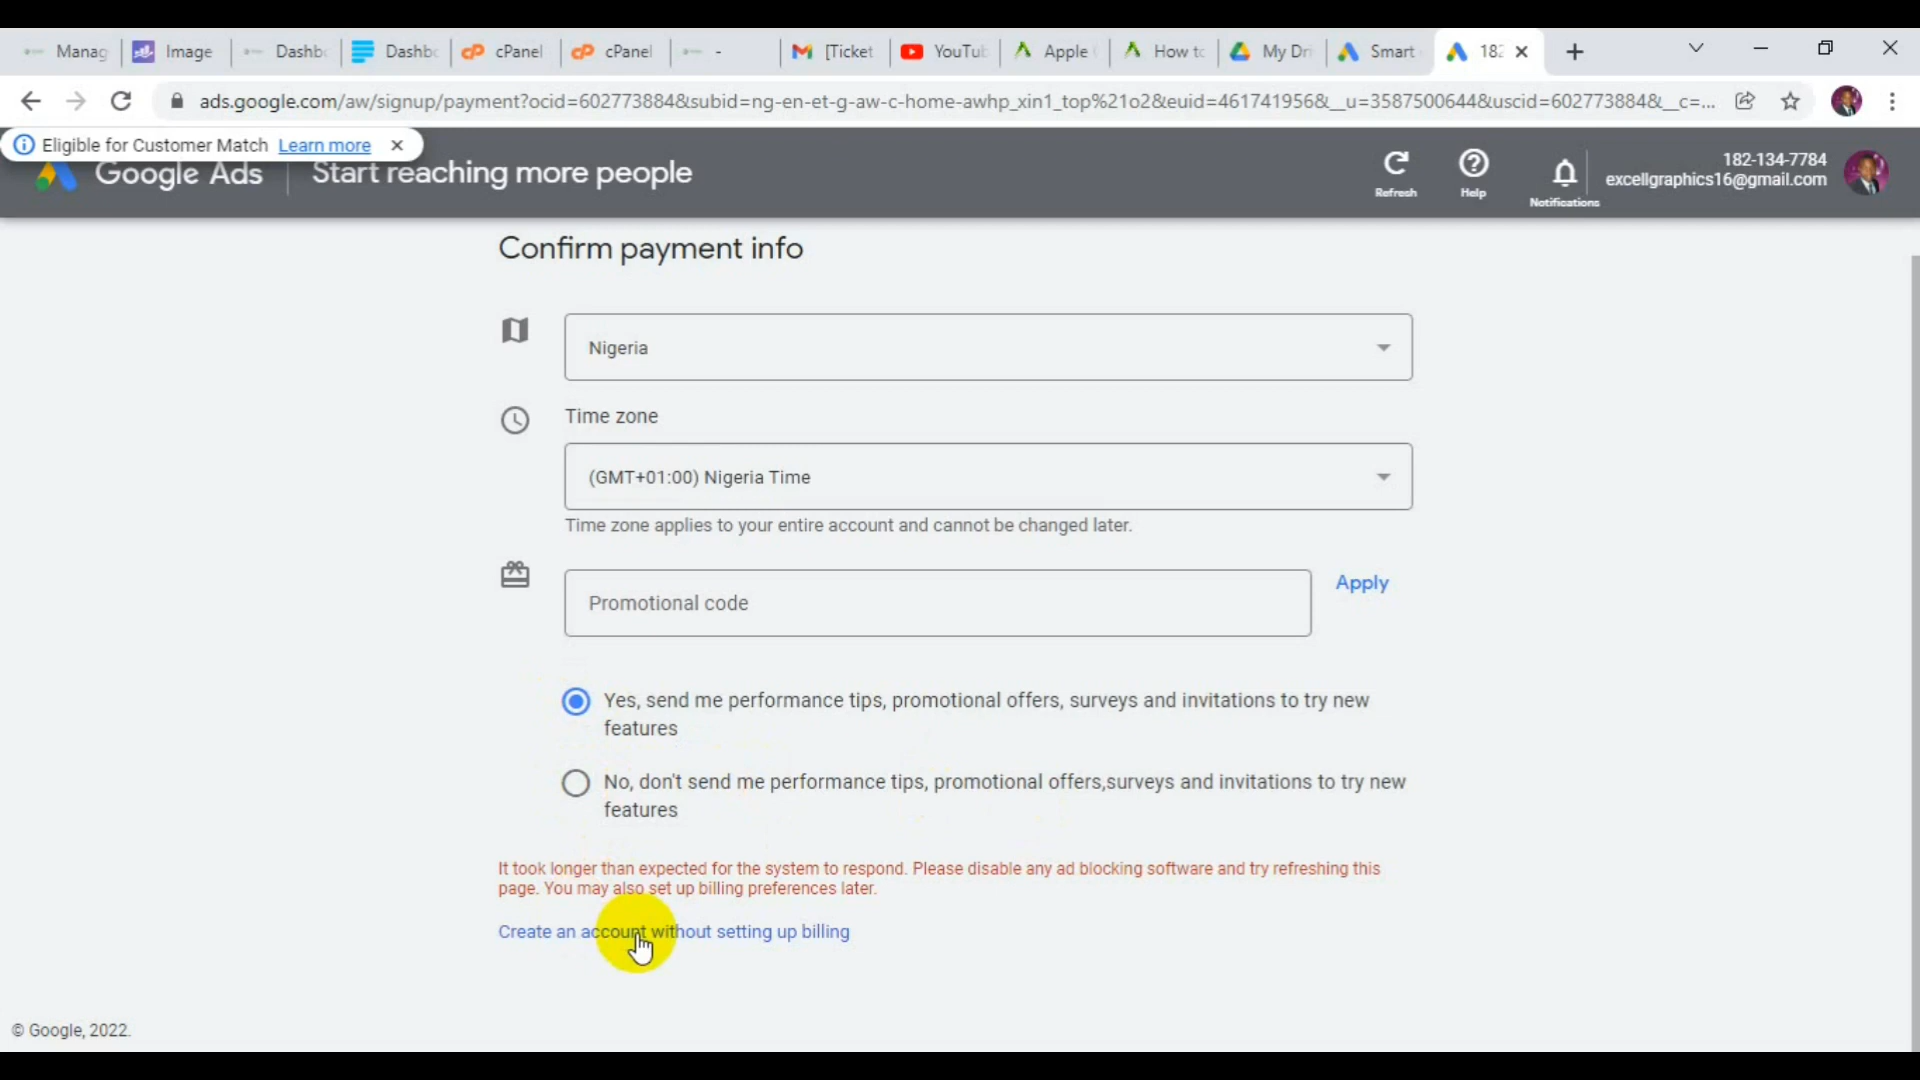 Manag Image Dashb Dashb cPanel cPanel - [Ticket YouTub Apple How to My Dri Smart 182
ads.google.com/aw/signup/payment?ocid=602773884&subid=ng-en-et-g-aw-c-home-awhp_xin1_top%21o2&euid=461741956&__u=3587500644&uscid=602773884&__c=...
Eligible for Customer Match Learn more
Google Ads Start reaching more people
Refresh
Help
Notifications
182-134-7784
excellgraphics16@gmail.com
Confirm payment info
Nigeria
Time zone
(GMT+01:00) Nigeria Time
Time zone applies to your entire account and cannot be changed later.
Promotional code
Apply
Yes, send me performance tips, promotional offers, surveys and invitations to try new
features
No, don't send me performance tips, promotional offers,surveys and invitations to try new
features
It took longer than expected for the system to respond. Please disable any ad blocking software and try refreshing this
page. You may also set up billing preferences later.
Create an account without setting up billing
© Google, 2022.